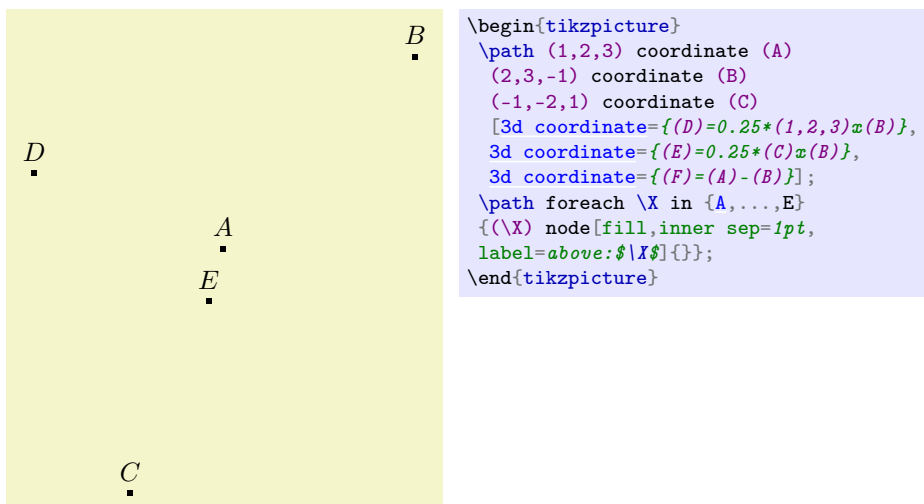 B
D
A
E
C
\begin{tikzpicture}
\path (1,2,3) coordinate (A)
(2,3,-1) coordinate (B)
(-1,-2,1) coordinate (C)
[3d coordinate={(D)=0.25*(1,2,3)x(B)},
3d coordinate={(E)=0.25*(C)x(B)},
3d coordinate={(F)=(A)-(B)}];
\path foreach \X in {A,...,E}
{(\X) node[fill,inner sep=1pt,
label=above:$\X$]{}};
\end{tikzpicture}